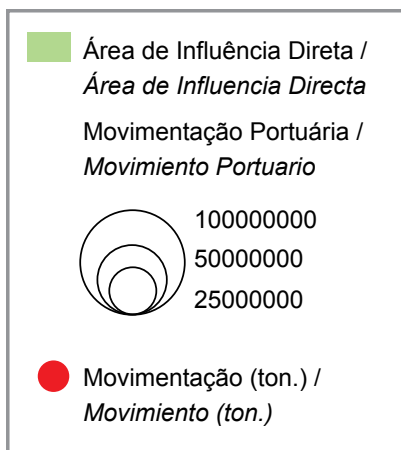 Área de Influência Direta /
Área de Influencia Directa
Movimentação Portuária /
Movimiento Portuario
100000000
50000000
25000000
Movimentação (ton.) /
Movimiento (ton.)